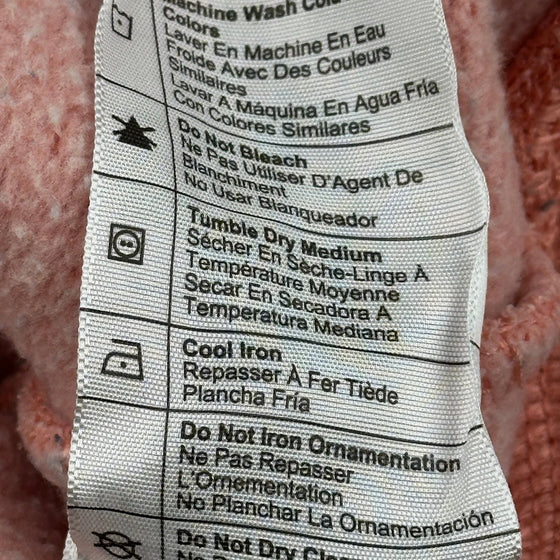 Machine Wash Cold
Colors
Laver En Machine En Eau
Froide Avec Des Couleurs
Similaires
Lavar A Máquina En Agua Fría
Con Colores Similares
Do Not Bleach
Ne Pas Utiliser D'Agent De
Blanchiment
No Usar Blanqueador
Tumble Dry Medium
Sécher En Sèche-Linge À
Température Moyenne
Secar En Secadora A
Temperatura Mediana
Cool Iron
Repasser À Fer Tiède
Plancha Fría
Do Not Iron Ornamentation
Ne Pas Repasser
L'Ornementation
No Planchar La Ornamentación
Do Not Dry Clean